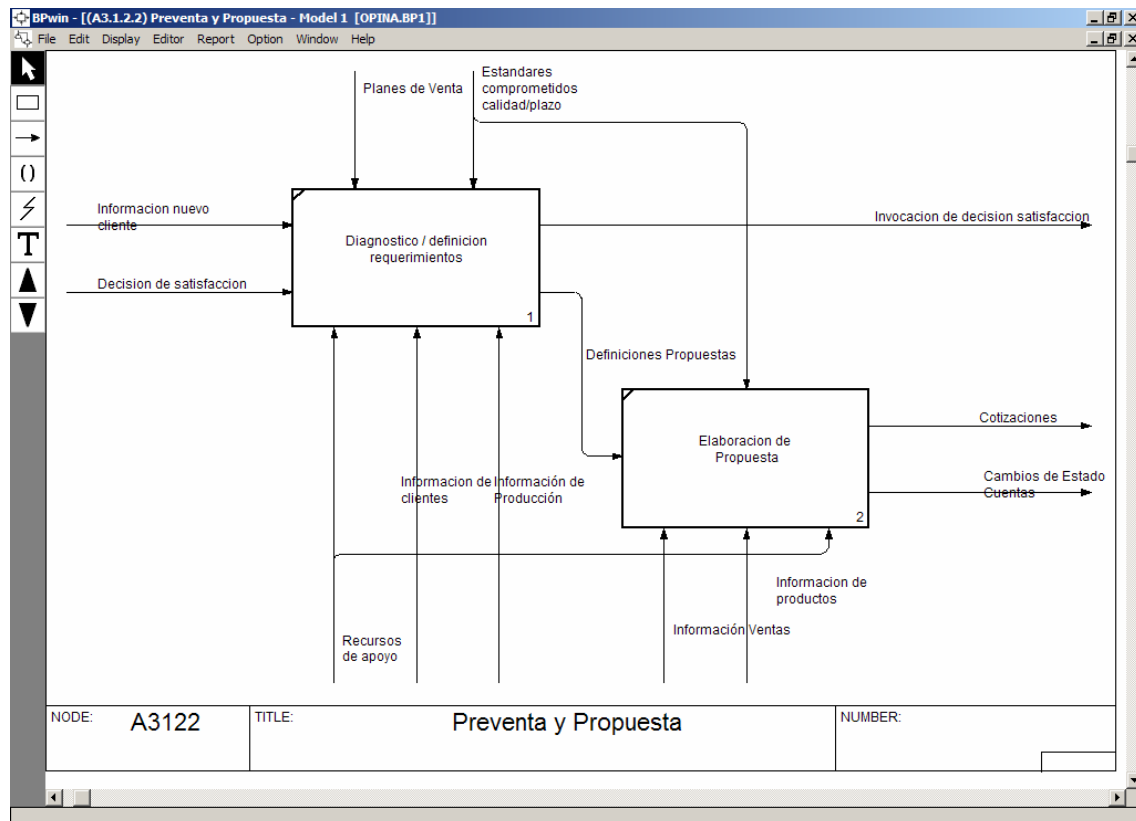 BPwin - [(A3.1.2.2) Preventa y Propuesta - Model 1 [OPINA.BP1]]
File Edit Display Editor Report Option Window Help
Planes de Venta
Estandares
comprometidos
calidad/plazo
Informacion nuevo
cliente
Invocacion de decision satisfaccion
Diagnostico / definicion
requerimientos
Decision de satisfaccion
1
Definiciones Propuestas
Cotizaciones
Elaboracion de
Propuesta
Informacion de
clientes
Información de
Producción
Cambios de Estado
Cuentas
2
Informacion de
productos
Información Ventas
Recursos
de apoyo
NODE: A3122
TITLE: Preventa y Propuesta
NUMBER:
( )
T